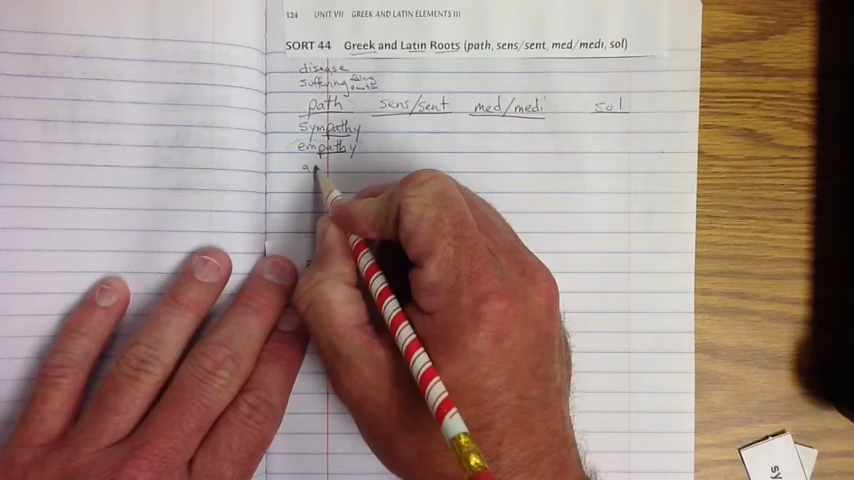 124 UNIT VII GREEK AND LATIN ELEMENTS III
SORT 44 Greek and Latin Roots (path, sens/sent, med/medi, sol)
disease
suffering feeling emotion
path sens/sent med/medi sol
sympathy
empathy
a
sy